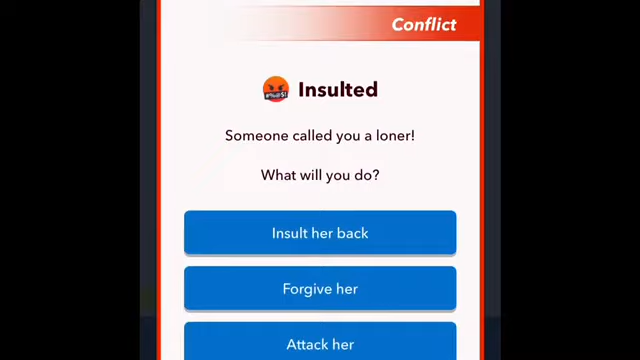 Conflict
Insulted
Someone called you a loner!
What will you do?
Insult her back
Forgive her
Attack her